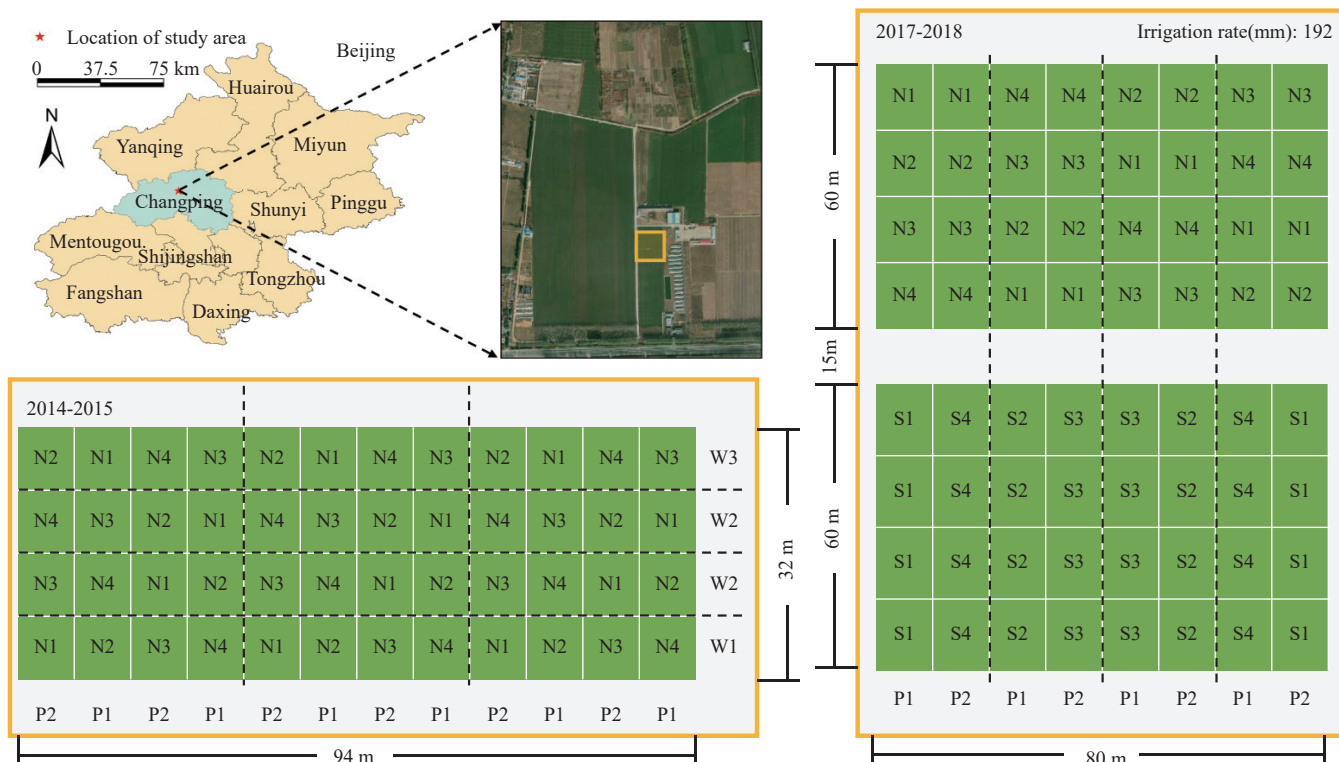 Location of study area
0 37.5 75 km
N
Beijing
Huairou
Yanqing
Miyun
Changping
Shunyi
Pinggu
Mentougou
Shijingshan
Tongzhou
Fangshan
Daxing
2014-2015
N2 N1 N4 N3 N2 N1 N4 N3 N2 N1 N4 N3 W3
N4 N3 N2 N1 N4 N3 N2 N1 N4 N3 N2 N1 W2
N3 N4 N1 N2 N3 N4 N1 N2 N3 N4 N1 N2 W2
N1 N2 N3 N4 N1 N2 N3 N4 N1 N2 N3 N4 W1
P2 P1 P2 P1 P2 P1 P2 P1 P2 P1 P2 P1
32 m
94 m
2017-2018 Irrigation rate(mm): 192
N1 N1 N4 N4 N2 N2 N3 N3
N2 N2 N3 N3 N1 N1 N4 N4
N3 N3 N2 N2 N4 N4 N1 N1
N4 N4 N1 N1 N3 N3 N2 N2
60 m
15m
S1 S4 S2 S3 S3 S2 S4 S1
S1 S4 S2 S3 S3 S2 S4 S1
S1 S4 S2 S3 S3 S2 S4 S1
S1 S4 S2 S3 S3 S2 S4 S1
60 m
P1 P2 P1 P2 P1 P2 P1 P2
80 m